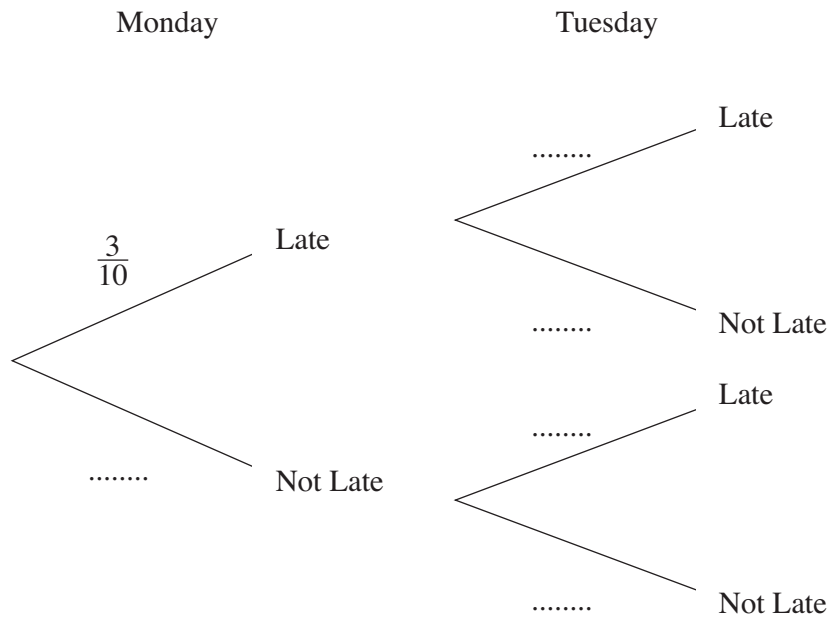 Monday Tuesday
Late
........
3/10 Late
........ Not Late
........ Late
........ Not Late
........ Not Late